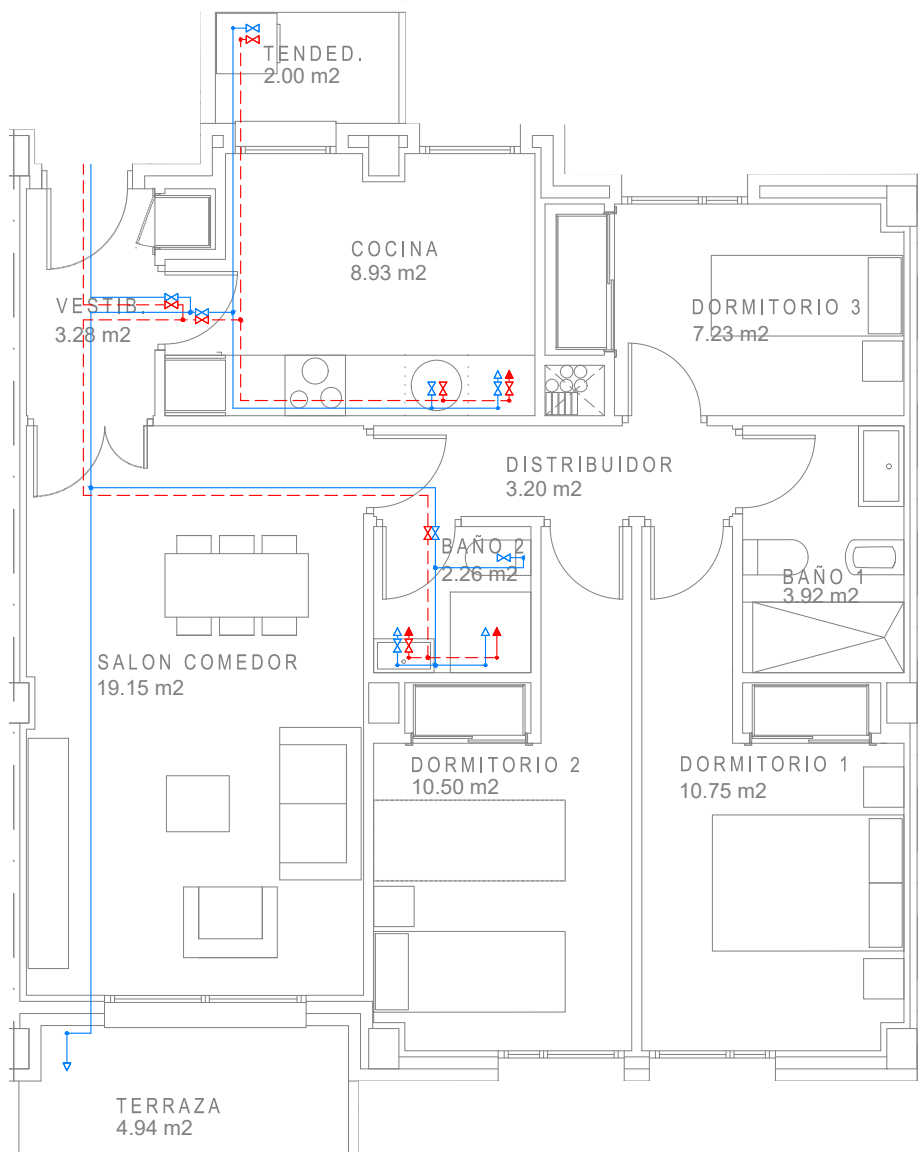 TENDED.
2.00 m2
COCINA
8.93 m2
VESTIB.
3.28 m2
DORMITORIO 3
7.23 m2
DISTRIBUIDOR
3.20 m2
BAÑO 2
2.26 m2
BAÑO 1
3.92 m2
SALON COMEDOR
19.15 m2
DORMITORIO 2
10.50 m2
DORMITORIO 1
10.75 m2
TERRAZA
4.94 m2